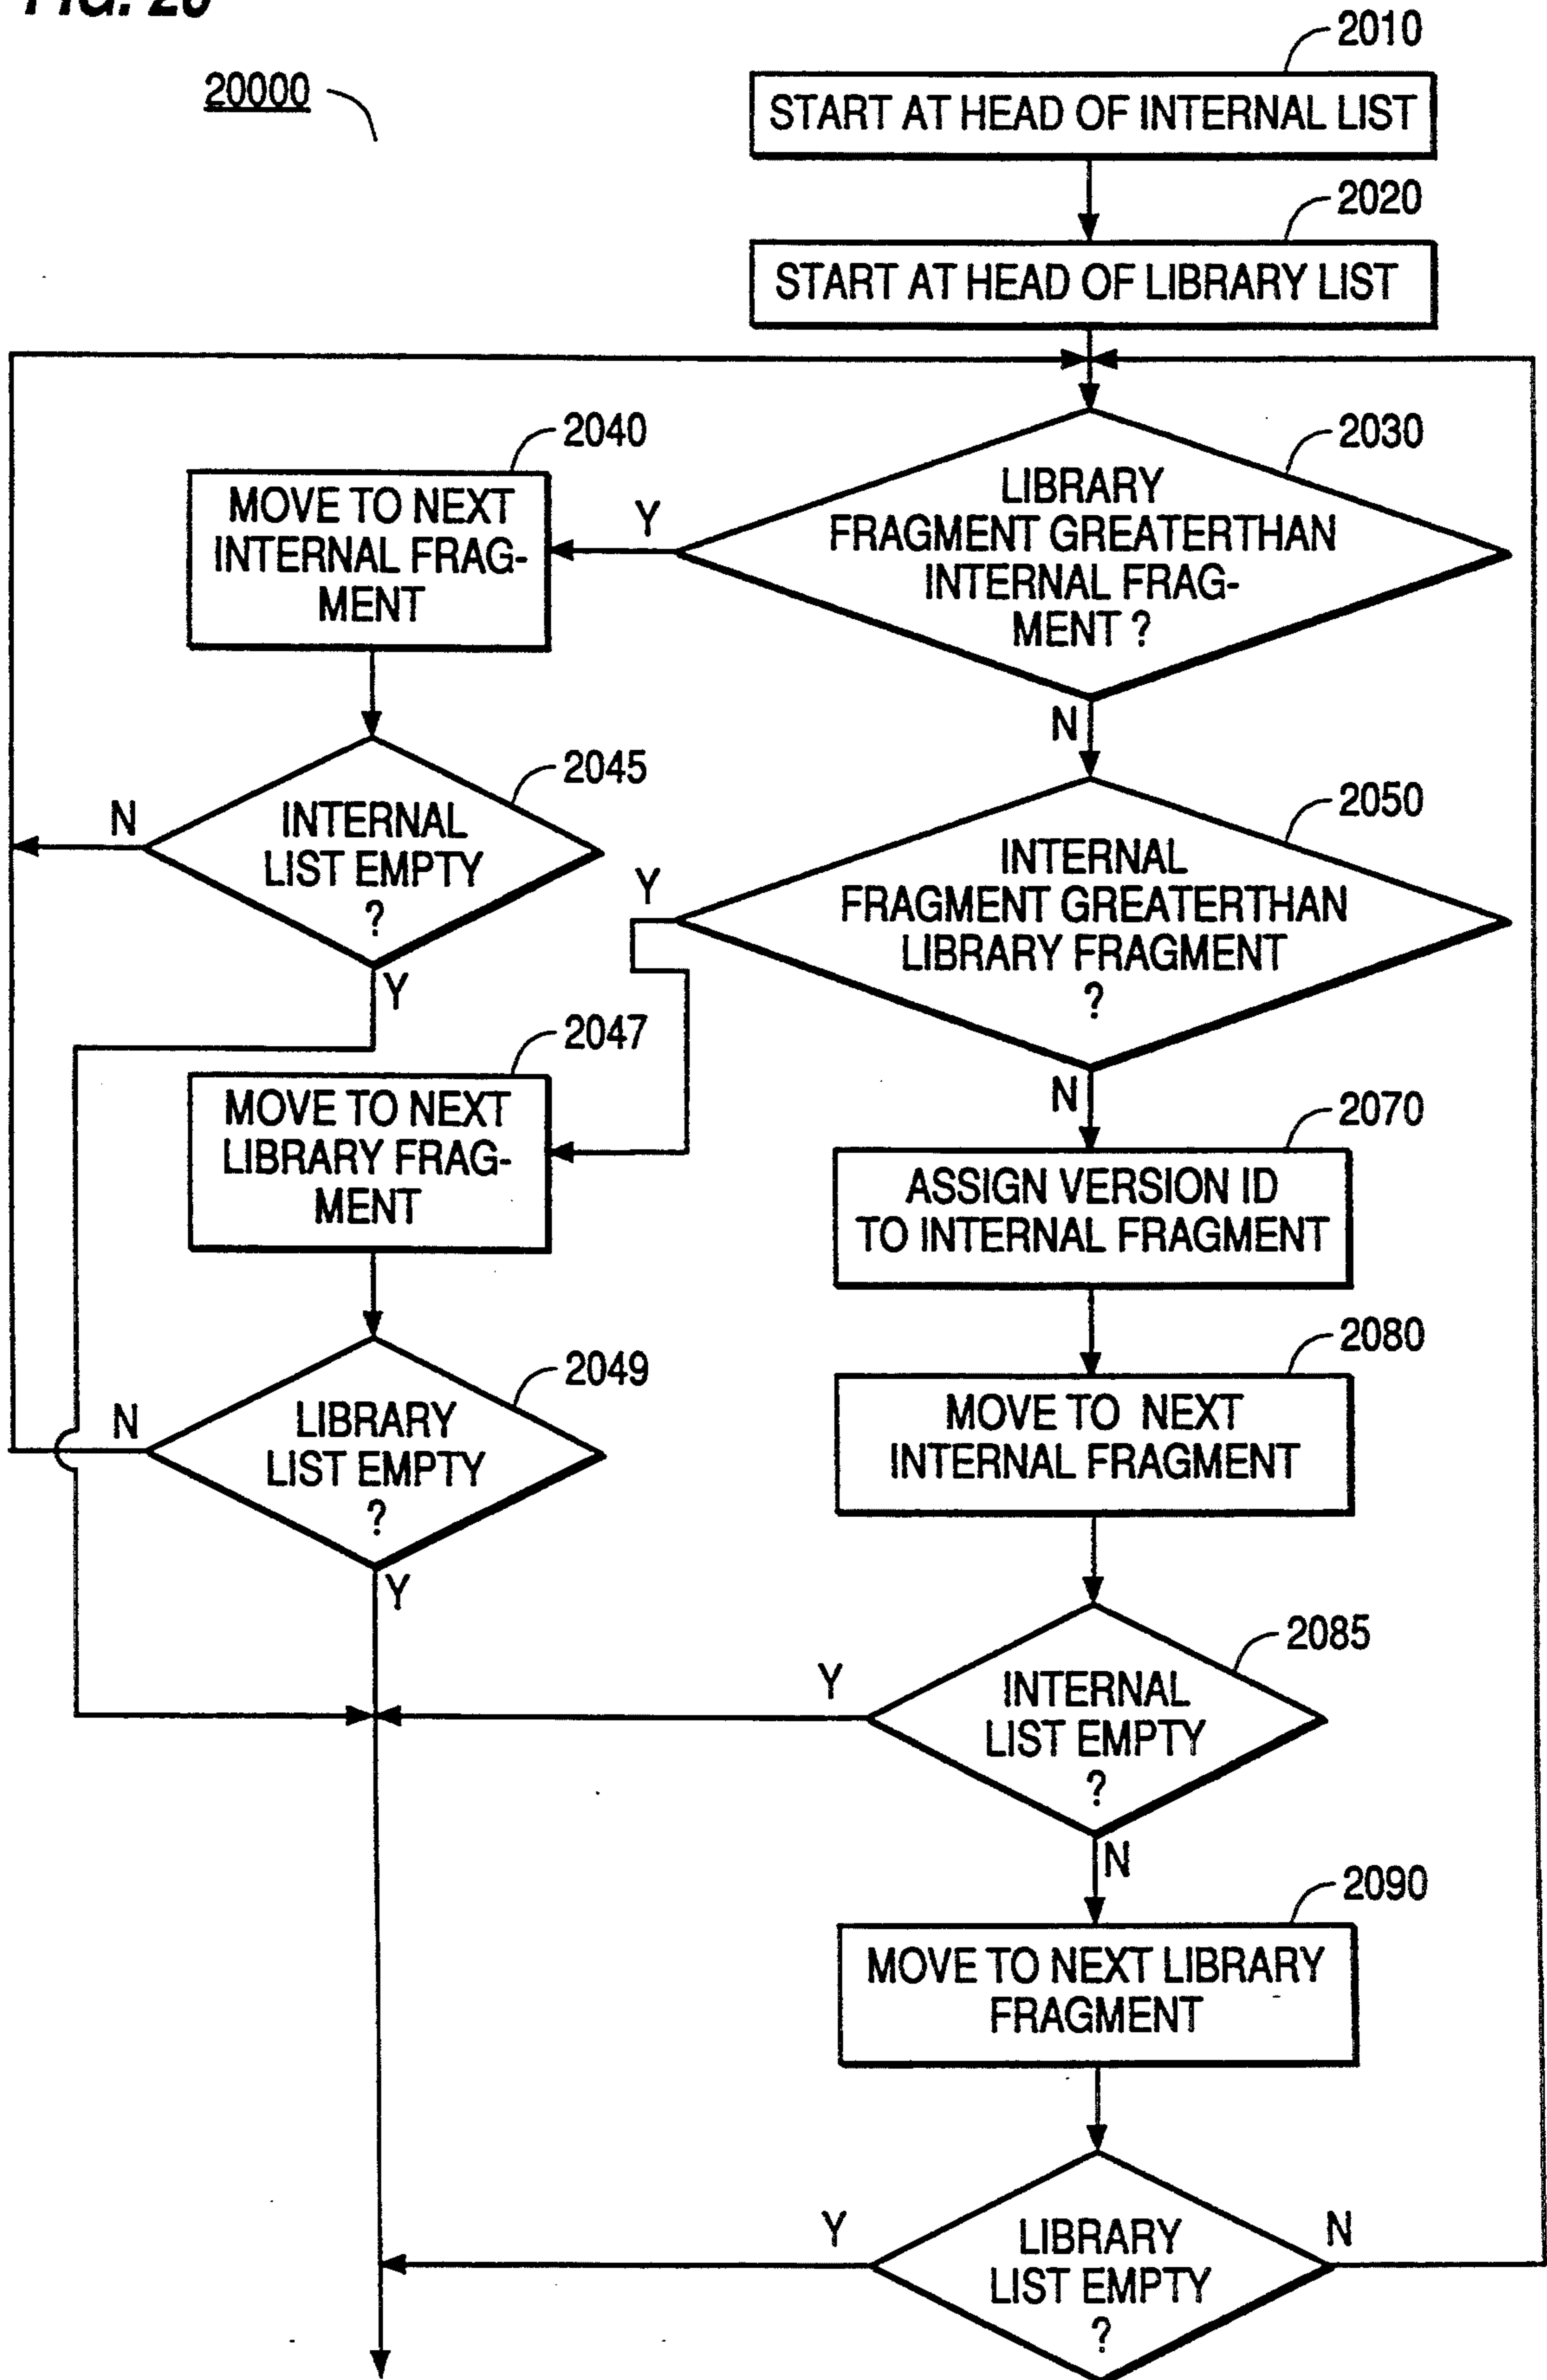 FIG. 20
20000
2010
START AT HEAD OF INTERNAL LIST
2020
START AT HEAD OF LIBRARY LIST
2030
LIBRARY
FRAGMENT GREATERTHAN
INTERNAL FRAG-
MENT ?
Y
N
2040
MOVE TO NEXT
INTERNAL FRAG-
MENT
2045
INTERNAL
LIST EMPTY
?
N
Y
2050
INTERNAL
FRAGMENT GREATERTHAN
LIBRARY FRAGMENT
?
Y
N
2047
MOVE TO NEXT
LIBRARY FRAG-
MENT
2049
LIBRARY
LIST EMPTY
?
N
Y
2070
ASSIGN VERSION ID
TO INTERNAL FRAGMENT
2080
MOVE TO NEXT
INTERNAL FRAGMENT
2085
INTERNAL
LIST EMPTY
?
Y
N
2090
MOVE TO NEXT LIBRARY
FRAGMENT
LIBRARY
LIST EMPTY
?
Y
N